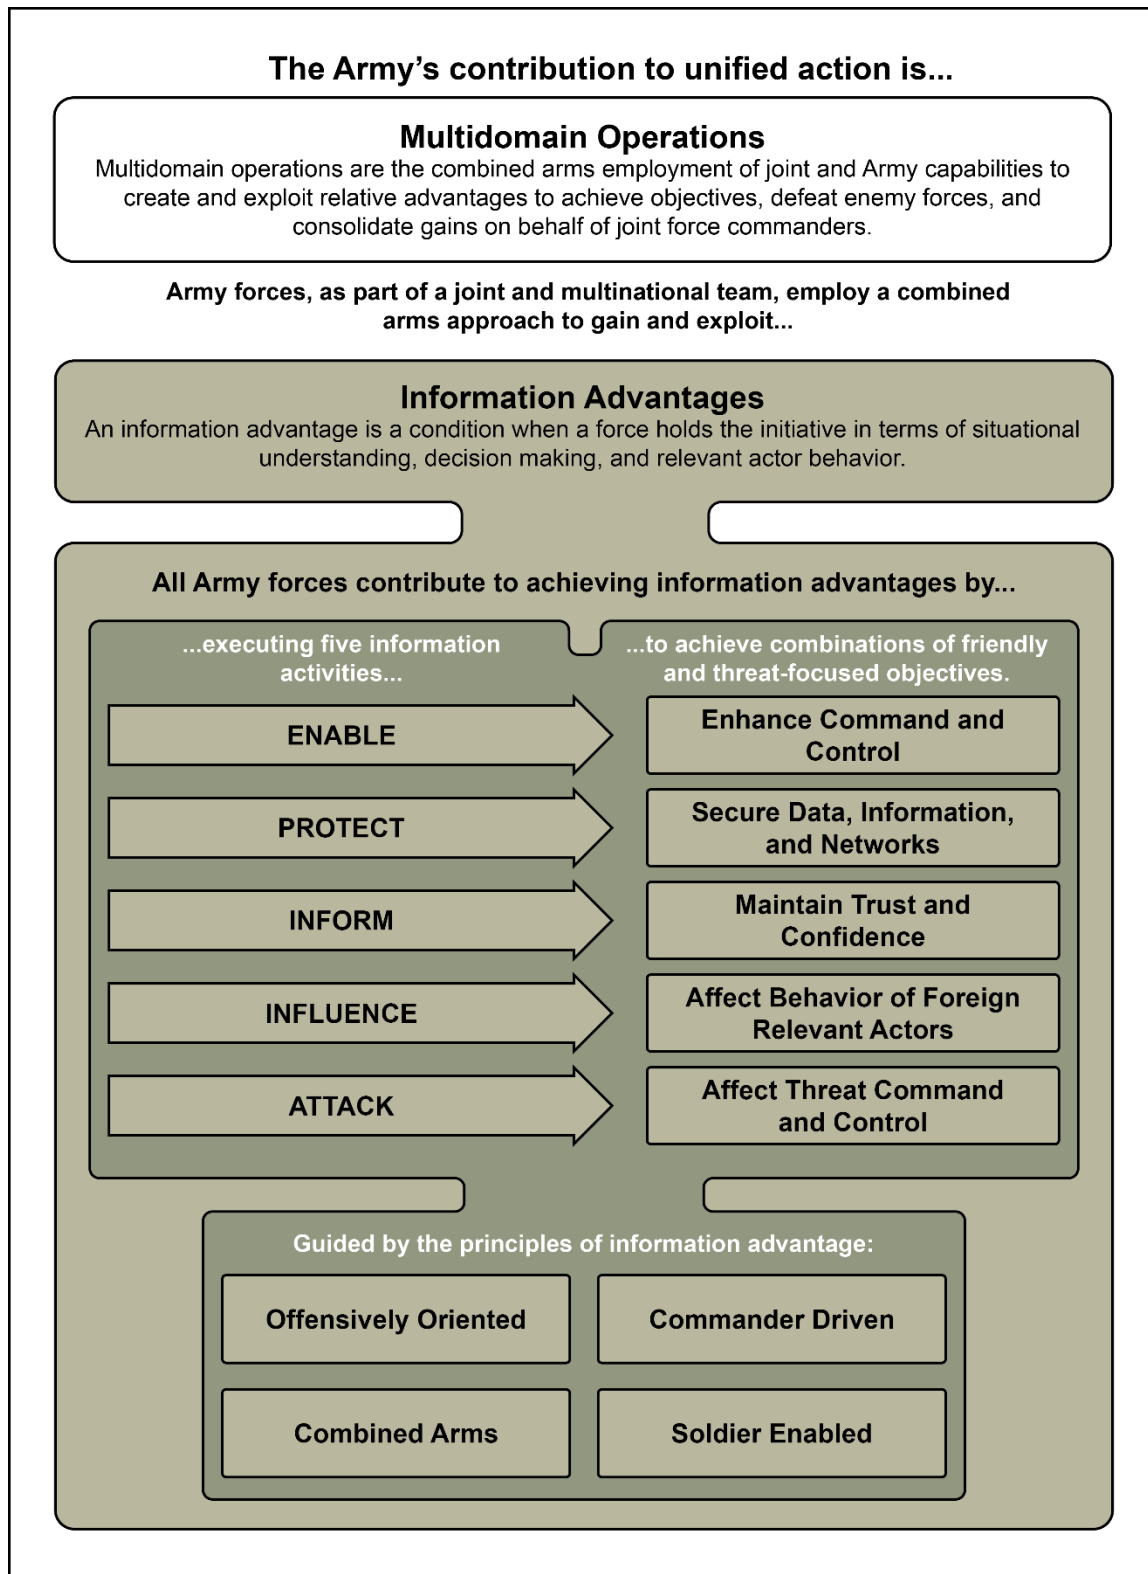 The Army's contribution to unified action is...
Multidomain Operations
Multidomain operations are the combined arms employment of joint and Army capabilities to
create and exploit relative advantages to achieve objectives, defeat enemy forces, and
consolidate gains on behalf of joint force commanders.
Army forces, as part of a joint and multinational team, employ a combined
arms approach to gain and exploit...
Information Advantages
An information advantage is a condition when a force holds the initiative in terms of situational
understanding, decision making, and relevant actor behavior.
All Army forces contribute to achieving information advantages by...
...executing five information
activities...
...to achieve combinations of friendly
and threat-focused objectives.
ENABLE
Enhance Command and
Control
PROTECT
Secure Data, Information,
and Networks
INFORM
Maintain Trust and
Confidence
INFLUENCE
Affect Behavior of Foreign
Relevant Actors
ATTACK
Affect Threat Command
and Control
Guided by the principles of information advantage:
Offensively Oriented
Commander Driven
Combined Arms
Soldier Enabled